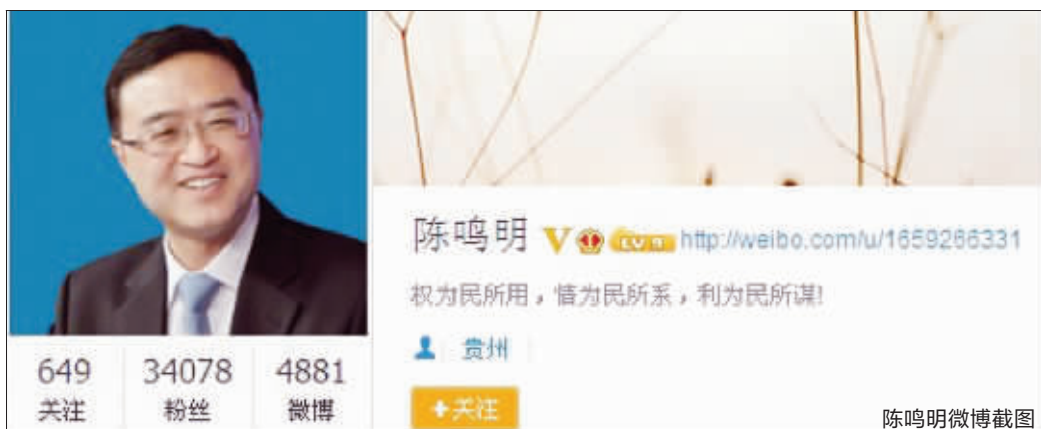 陈鸣明 V http://weibo.com/u/1659266331
权为民所用，情为民所系，利为民所谋!
贵州
649 34078 4881
关注 粉丝 微博
+关注
陈鸣明微博截图